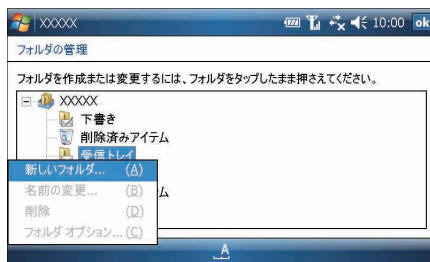 XXXXX 10:00 ok
フォルダの管理
フォルダを作成または変更するには、フォルダをタップしたまま押さえてください。
XXXXX
下書き
削除済みアイテム
受信トレイ
新しいフォルダ... (A)
名前の変更... (B) ム
削除 (D)
フォルダ オプション... (C)
A